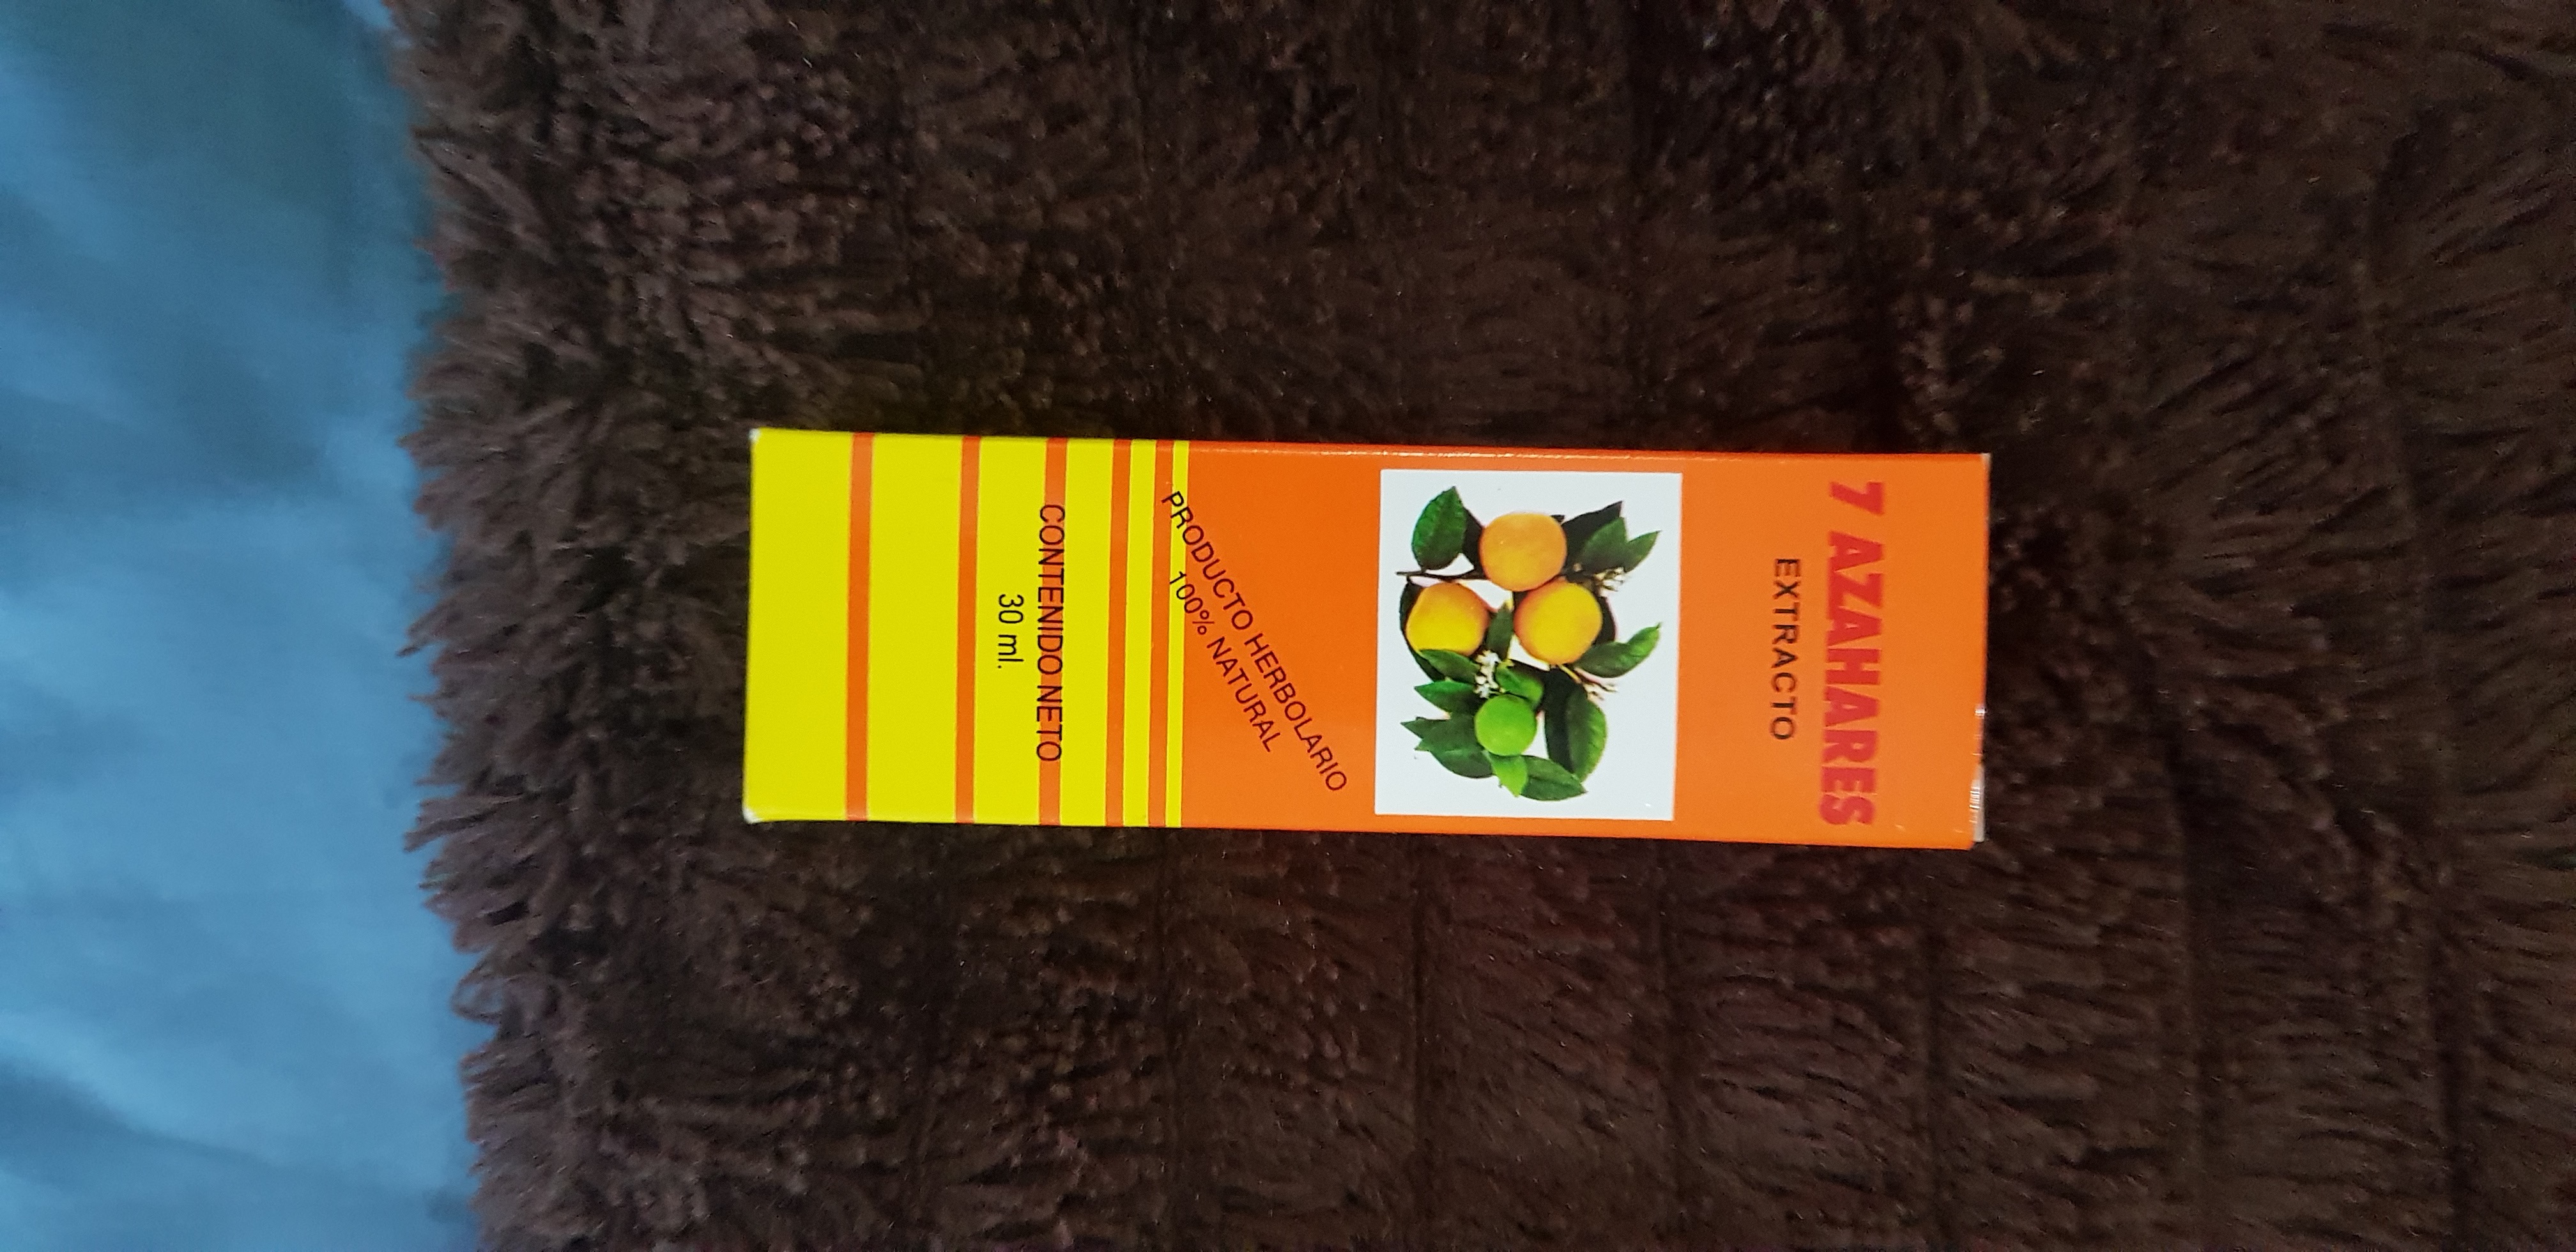 7 AZAHARES
EXTRACTO
PRODUCTO HERBOLARIO
100% NATURAL
CONTENIDO NETO
30 ml.